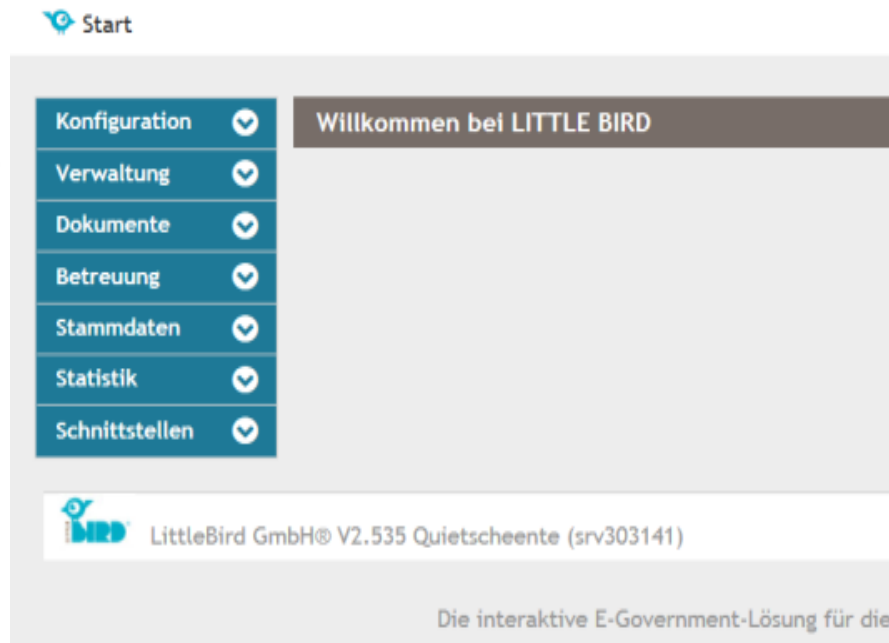 Start
Konfiguration
Willkommen bei LITTLE BIRD
Verwaltung
Dokumente
Betreuung
Stammdaten
Statistik
Schnittstellen
BIRD
LittleBird GmbH® V2.535 Quietscheente (srv303141)
Die interaktive E-Government-Lösung für die